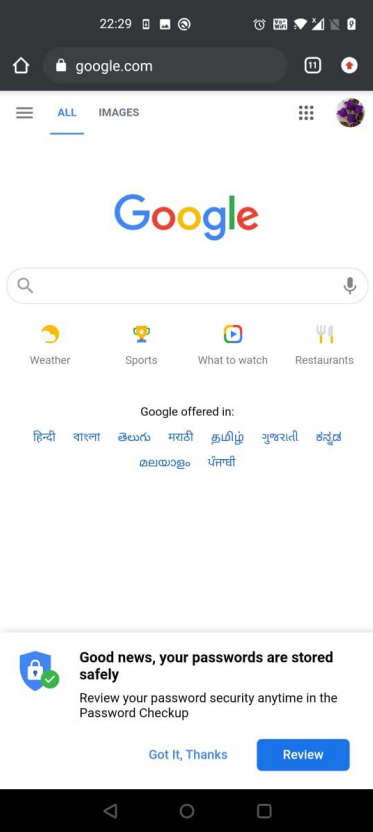 22:29
google.com
11
ALL IMAGES
Google
Weather Sports What to watch Restaurants
Google offered in:
हिन्दी বাংলা తెలుగు मराठी தமிழ் ગુજરાતી ಕನ್ನಡ
മലയാളം ਪੰਜਾਬੀ
Good news, your passwords are stored
safely
Review your password security anytime in the
Password Checkup
Got It, Thanks Review